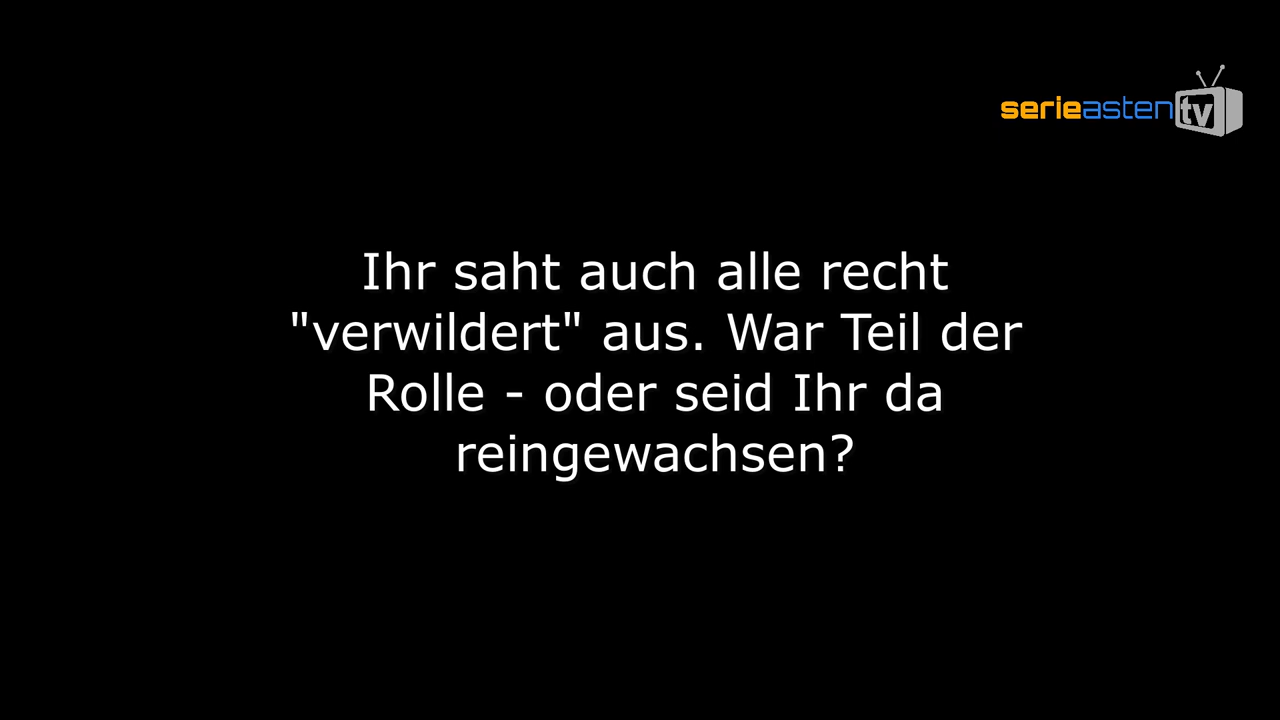 serieasten tv
Ihr saht auch alle recht
"verwildert" aus. War Teil der
Rolle - oder seid Ihr da
reingewachsen?